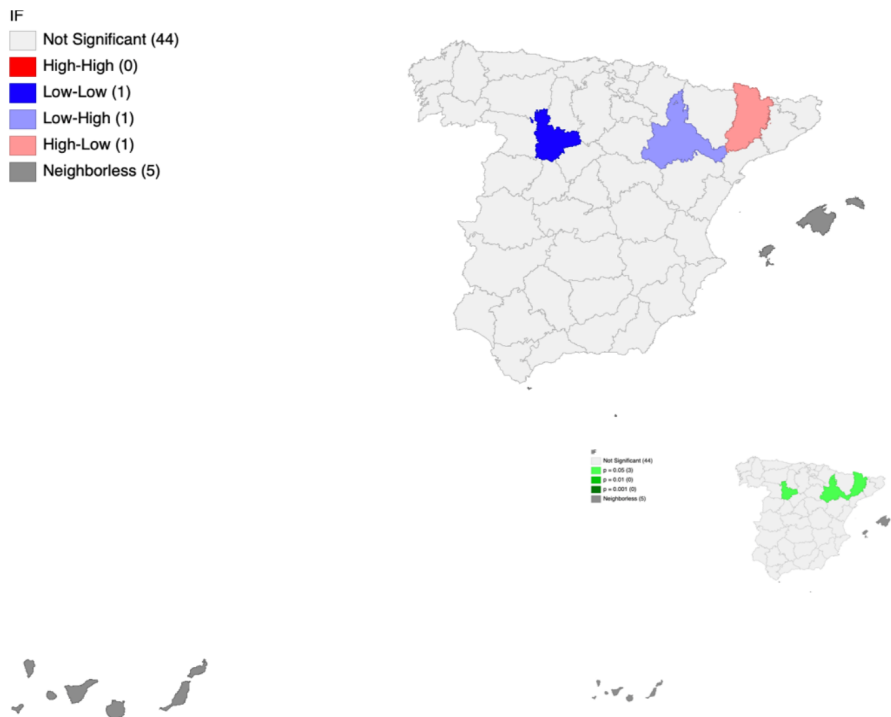 IF
Not Significant (44)
High-High (0)
Low-Low (1)
Low-High (1)
High-Low (1)
Neighborless (5)
IF
Not Significant (44)
p = 0.05 (3)
p = 0.01 (0)
p = 0.001 (0)
Neighborless (5)